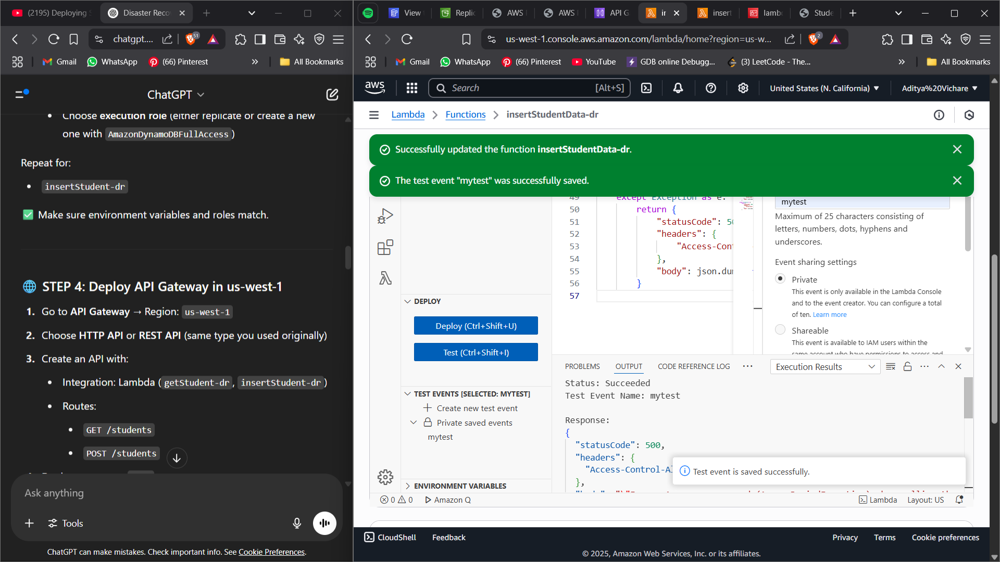 (2195) Deploying
Disaster Reco
chatgpt....
51
Gmail
WhatsApp
(66) Pinterest
All Bookmarks
ChatGPT
• Choose execution role (either replicate or create a new
one with AmazonDynamoDBFullAccess)
Repeat for:
• insertStudent-dr
✅ Make sure environment variables and roles match.
🌐 STEP 4: Deploy API Gateway in us-west-1
1. Go to API Gateway → Region: us-west-1
2. Choose HTTP API or REST API (same type you used originally)
3. Create an API with:
• Integration: Lambda (getStudent-dr, insertStudent-dr)
• Routes:
• GET /students
• POST /students
Ask anything
Tools
ChatGPT can make mistakes. Check important info. See Cookie Preferences.
View
Replic
AWS
AWS
API G
insert
lamb
Stude
us-west-1.console.aws.amazon.com/lambda/home?region=us-w...
2
Gmail
WhatsApp
(66) Pinterest
YouTube
GDB online Debugg...
(3) LeetCode - The...
All Bookmarks
aws
Search
[Alt+S]
United States (N. California)
Aditya%20Vichare
Lambda
Functions
insertStudentData-dr
Successfully updated the function insertStudentData-dr.
The test event "mytest" was successfully saved.
49 except Exception as e:
50 return {
51 "statusCode": 50
52 "headers": {
53 "Access-Con
54 },
55 "body": json.du
56 }
57
mytest
Maximum of 25 characters consisting of
letters, numbers, dots, hyphens and
underscores.
Event sharing settings
Private
This event is only available in the Lambda Console
and to the event creator. You can configure a total
of ten. Learn more
Shareable
This event is available to IAM users within the
same account who have permissions to access and
DEPLOY
Deploy (Ctrl+Shift+U)
Test (Ctrl+Shift+I)
TEST EVENTS [SELECTED: MYTEST]
Create new test event
Private saved events
mytest
ENVIRONMENT VARIABLES
PROBLEMS
OUTPUT
CODE REFERENCE LOG
Execution Results
Status: Succeeded
Test Event Name: mytest
Response:
{
"statusCode": 500,
"headers": {
"Access-Control-Al
},
Test event is saved successfully.
0 0
Amazon Q
Lambda
Layout: US
CloudShell
Feedback
Privacy
Terms
Cookie preferences
© 2025, Amazon Web Services, Inc. or its affiliates.